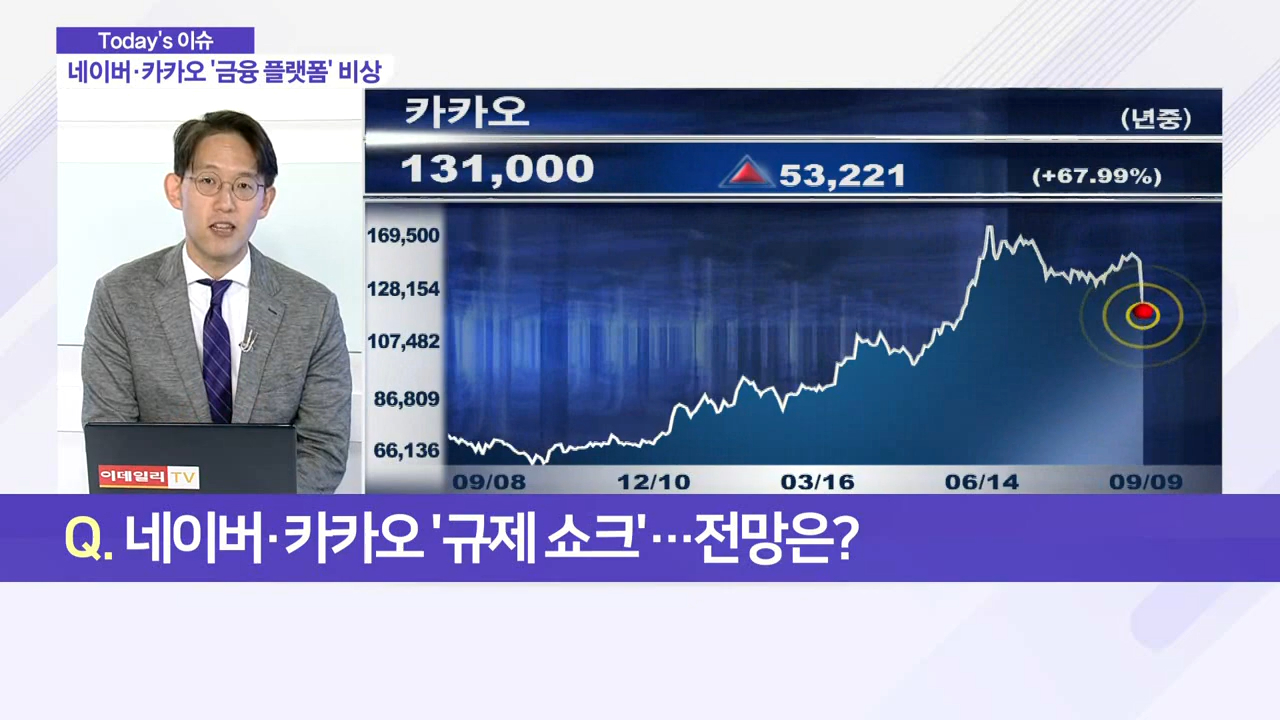 Today's 이슈
네이버·카카오 '금융 플랫폼' 비상
카카오 (년중)
131,000 ▲ 53,221 (+67.99%)
169,500
128,154
107,482
86,809
66,136
09/08 12/10 03/16 06/14 09/09
이데일리 TV
Q. 네이버·카카오 '규제 쇼크'…전망은?